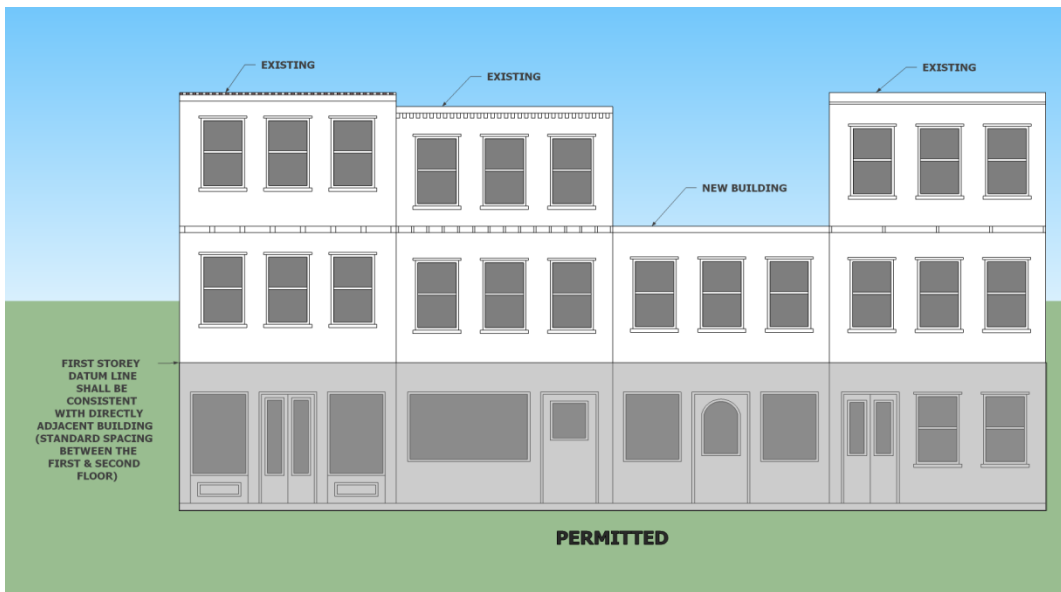 EXISTING
EXISTING
EXISTING
NEW BUILDING
FIRST STOREY
DATUM LINE
SHALL BE
CONSISTENT
WITH DIRECTLY
ADJACENT BUILDING
(STANDARD SPACING
BETWEEN THE
FIRST & SECOND
FLOOR)
PERMITTED